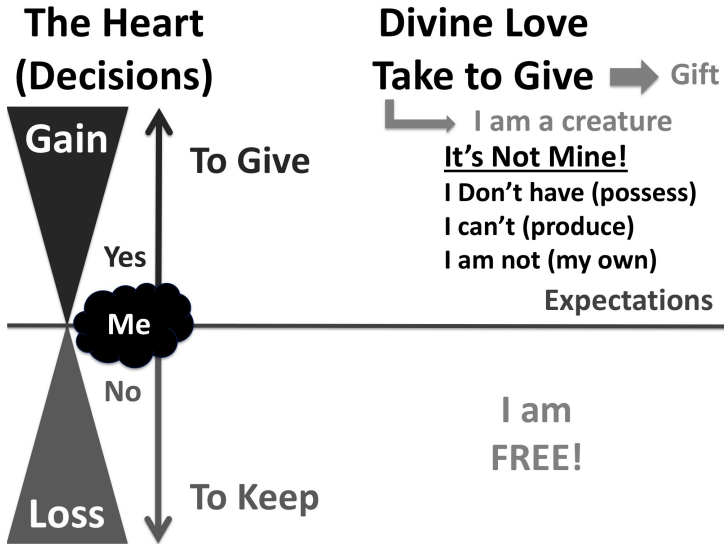 The Heart
(Decisions)
Divine Love
Take to Give
Gift
I am a creature
It's Not Mine!
I Don't have (possess)
I can't (produce)
I am not (my own)
Expectations
Gain
To Give
Yes
Me
No
I am
FREE!
To Keep
Loss